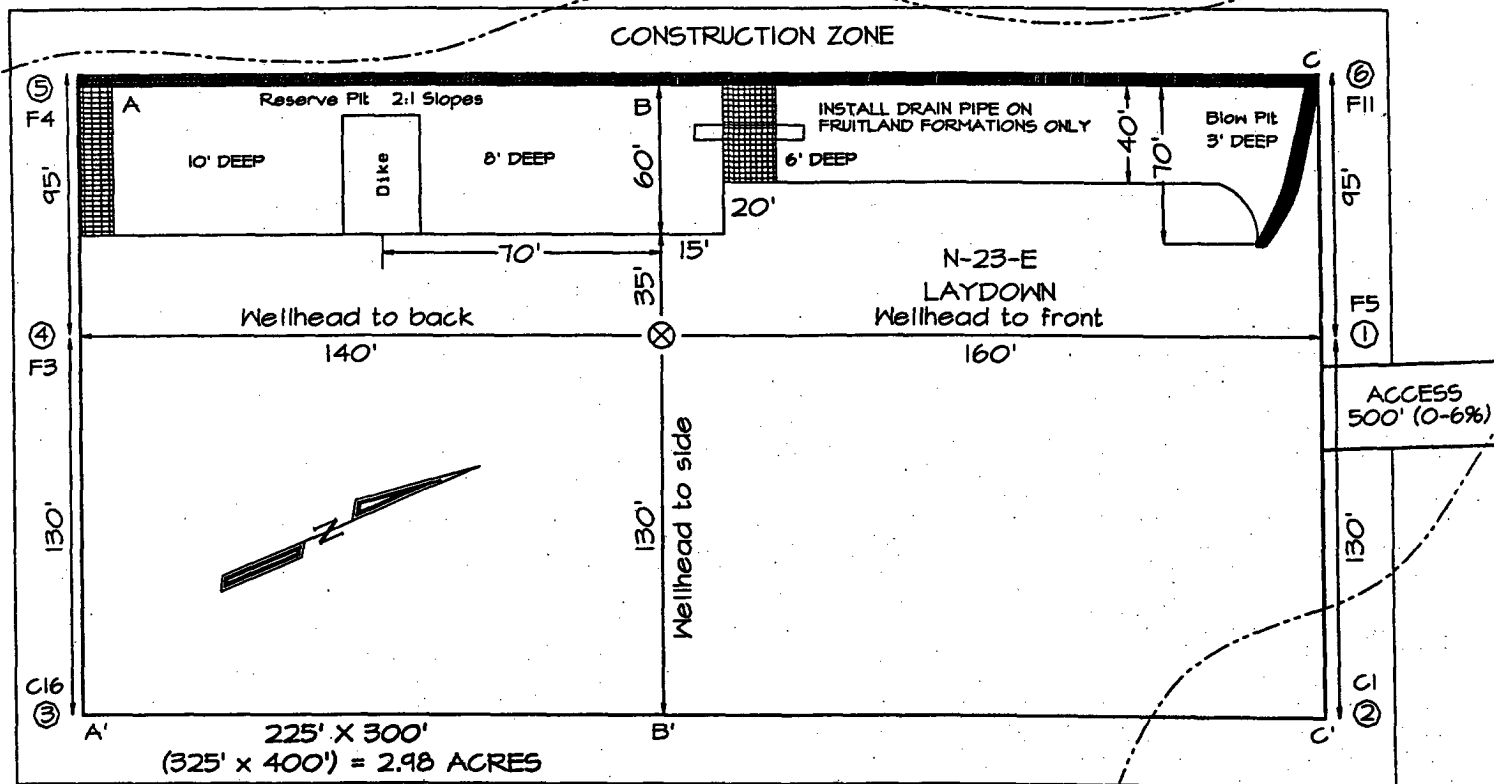 CONSTRUCTION ZONE
C
⑤
F4
A
Reserve Pit 2:1 Slopes
B
INSTALL DRAIN PIPE ON
FRUITLAND FORMATIONS ONLY
Blow Pit
3' DEEP
⑥
F11
10' DEEP
Dike
8' DEEP
6' DEEP
95'
60'
40'
70'
95'
20'
70'
15'
35'
N-23-E
LAYDOWN
Wellhead to back
Wellhead to front
F5
④
①
F3
140'
160'
ACCESS
500' (0-6%)
N
130'
130'
Wellhead to side
130'
C16
③
C1
②
A'
B'
C'
225' X 300'
(325' x 400') = 2.98 ACRES